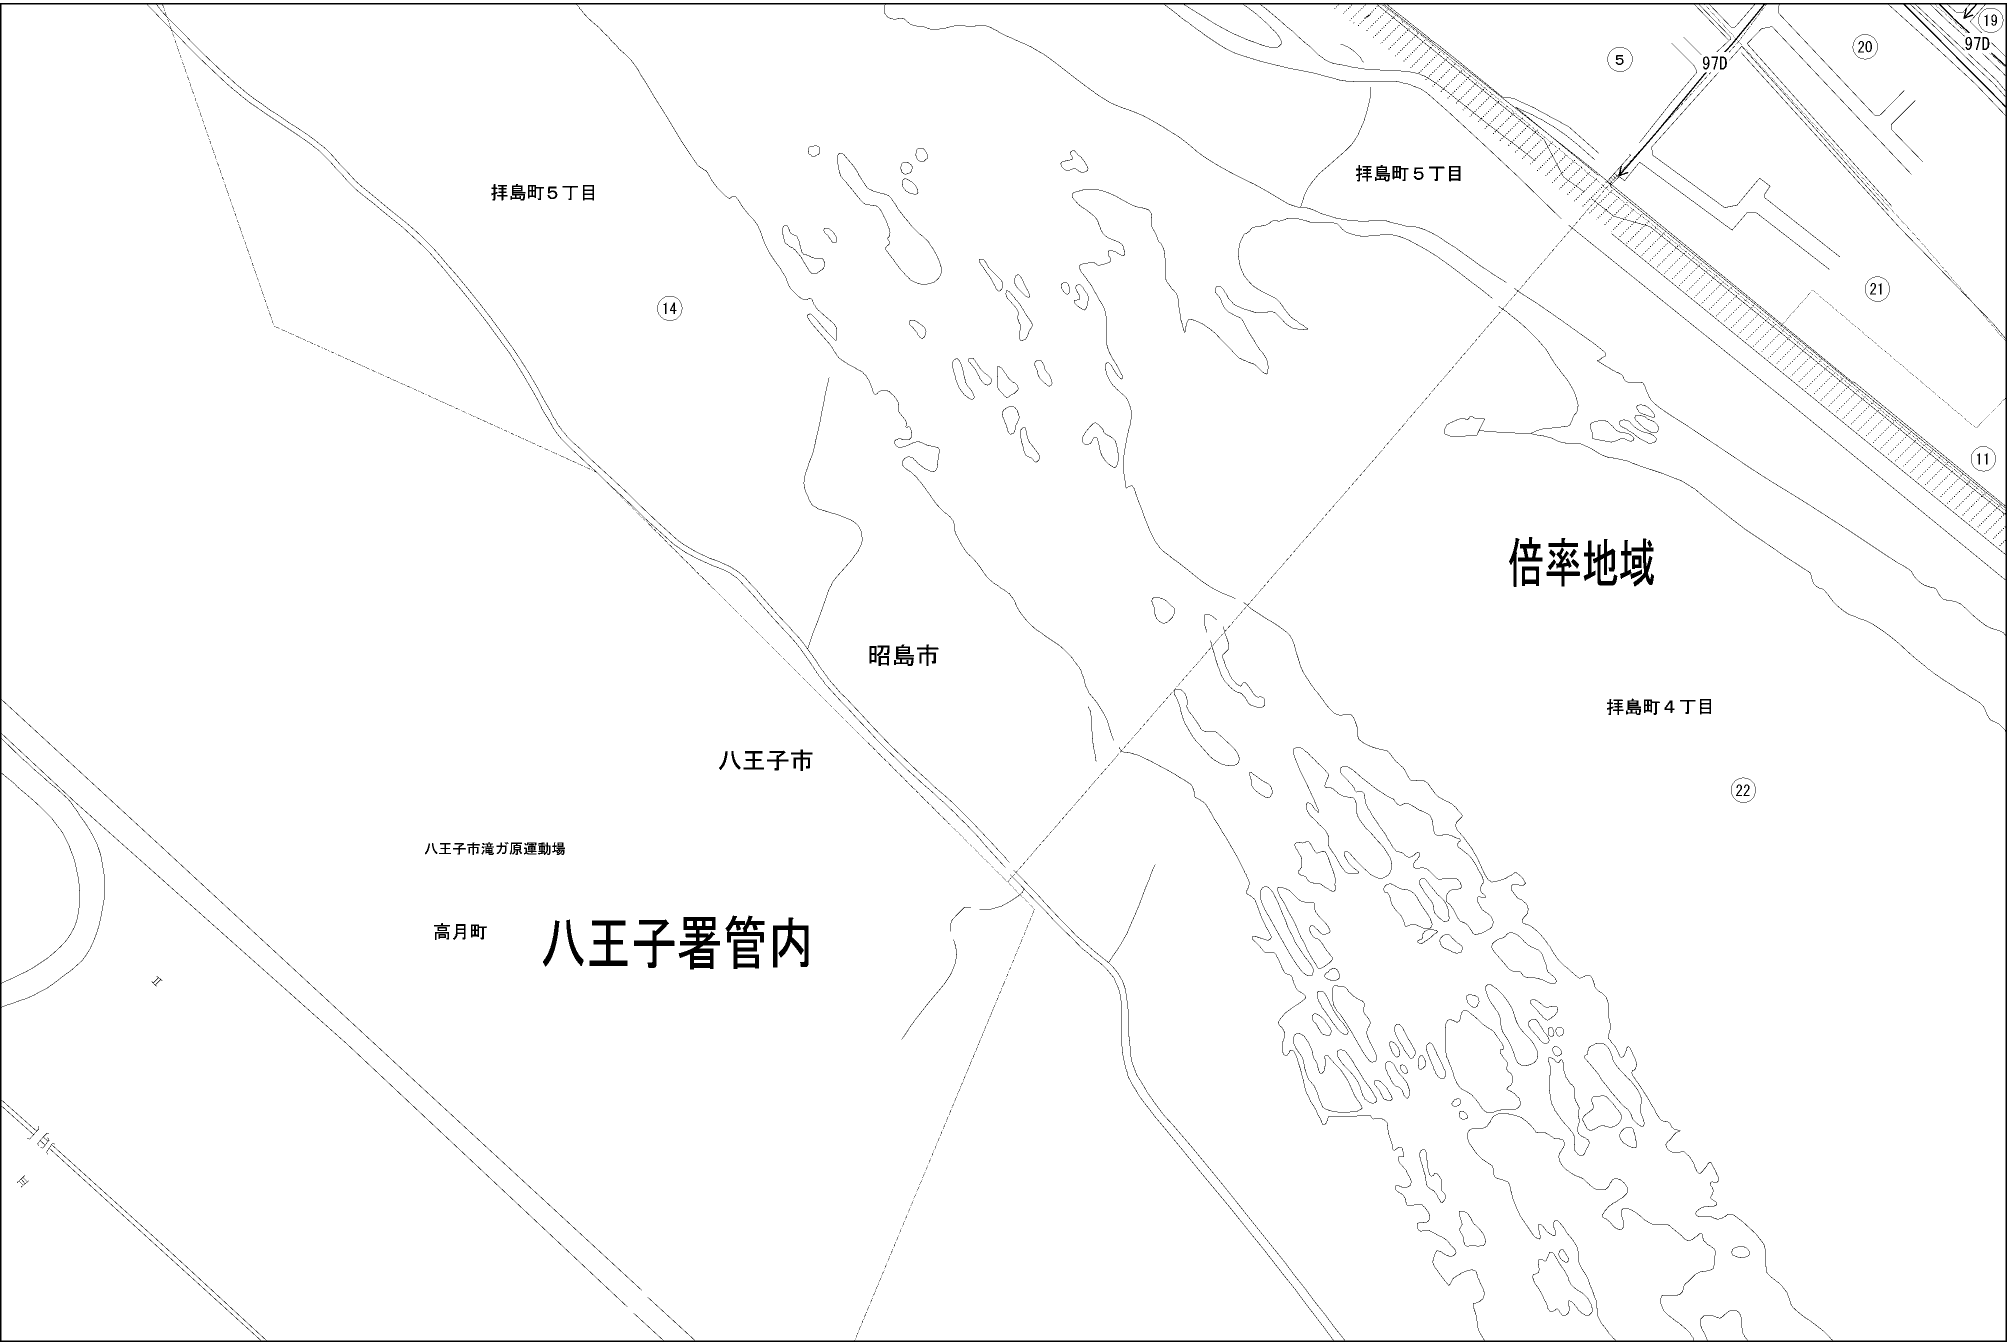 19
97D
20
5
97D
拝島町5丁目
拝島町5丁目
21
14
11
倍率地域
昭島市
拝島町4丁目
八王子市
22
八王子市滝ガ原運動場
高月町
八王子署管内